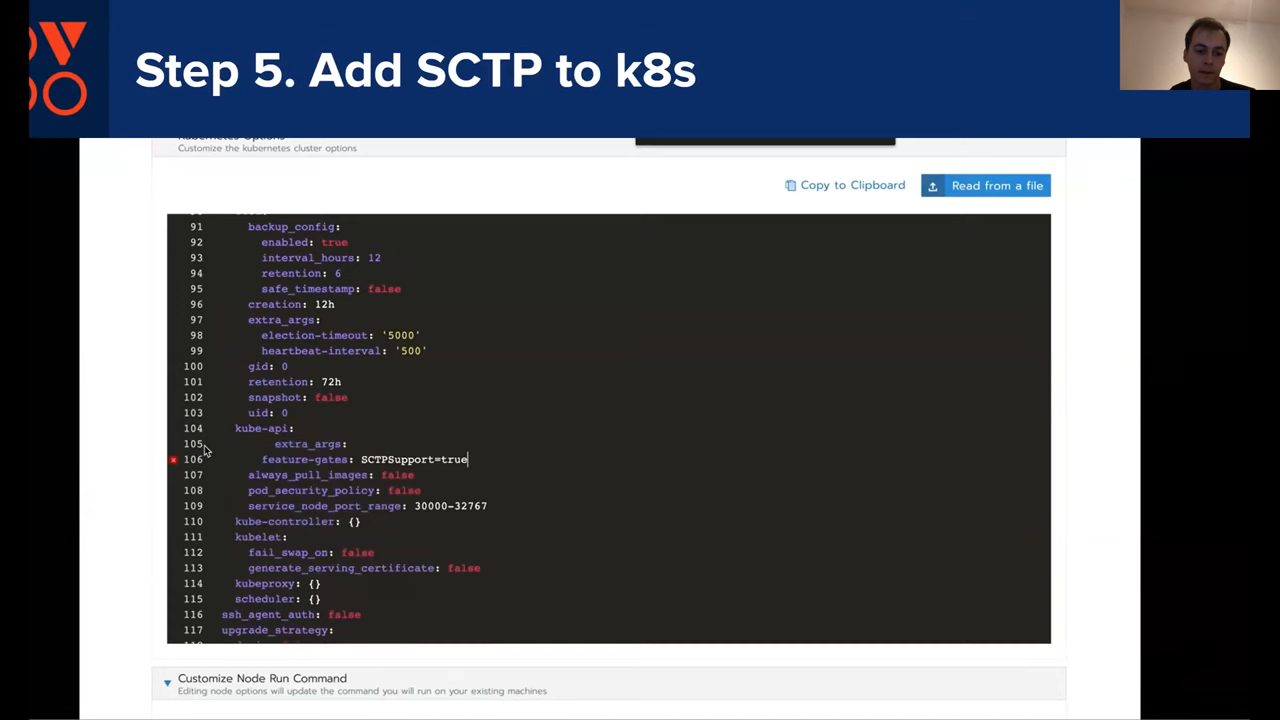 Step 5. Add SCTP to k8s
Kubernetes Options
Customize the kubernetes cluster options
Copy to Clipboard
Read from a file
91 backup_config:
92 enabled: true
93 interval_hours: 12
94 retention: 6
95 safe_timestamp: false
96 creation: 12h
97 extra_args:
98 election-timeout: '5000'
99 heartbeat-interval: '500'
100 gid: 0
101 retention: 72h
102 snapshot: false
103 uid: 0
104 kube-api:
105 extra_args:
106 feature-gates: SCTPSupport=true
107 always_pull_images: false
108 pod_security_policy: false
109 service_node_port_range: 30000-32767
110 kube-controller: {}
111 kubelet:
112 fail_swap_on: false
113 generate_serving_certificate: false
114 kubeproxy: {}
115 scheduler: {}
116 ssh_agent_auth: false
117 upgrade_strategy:
Customize Node Run Command
Editing node options will update the command you will run on your existing machines